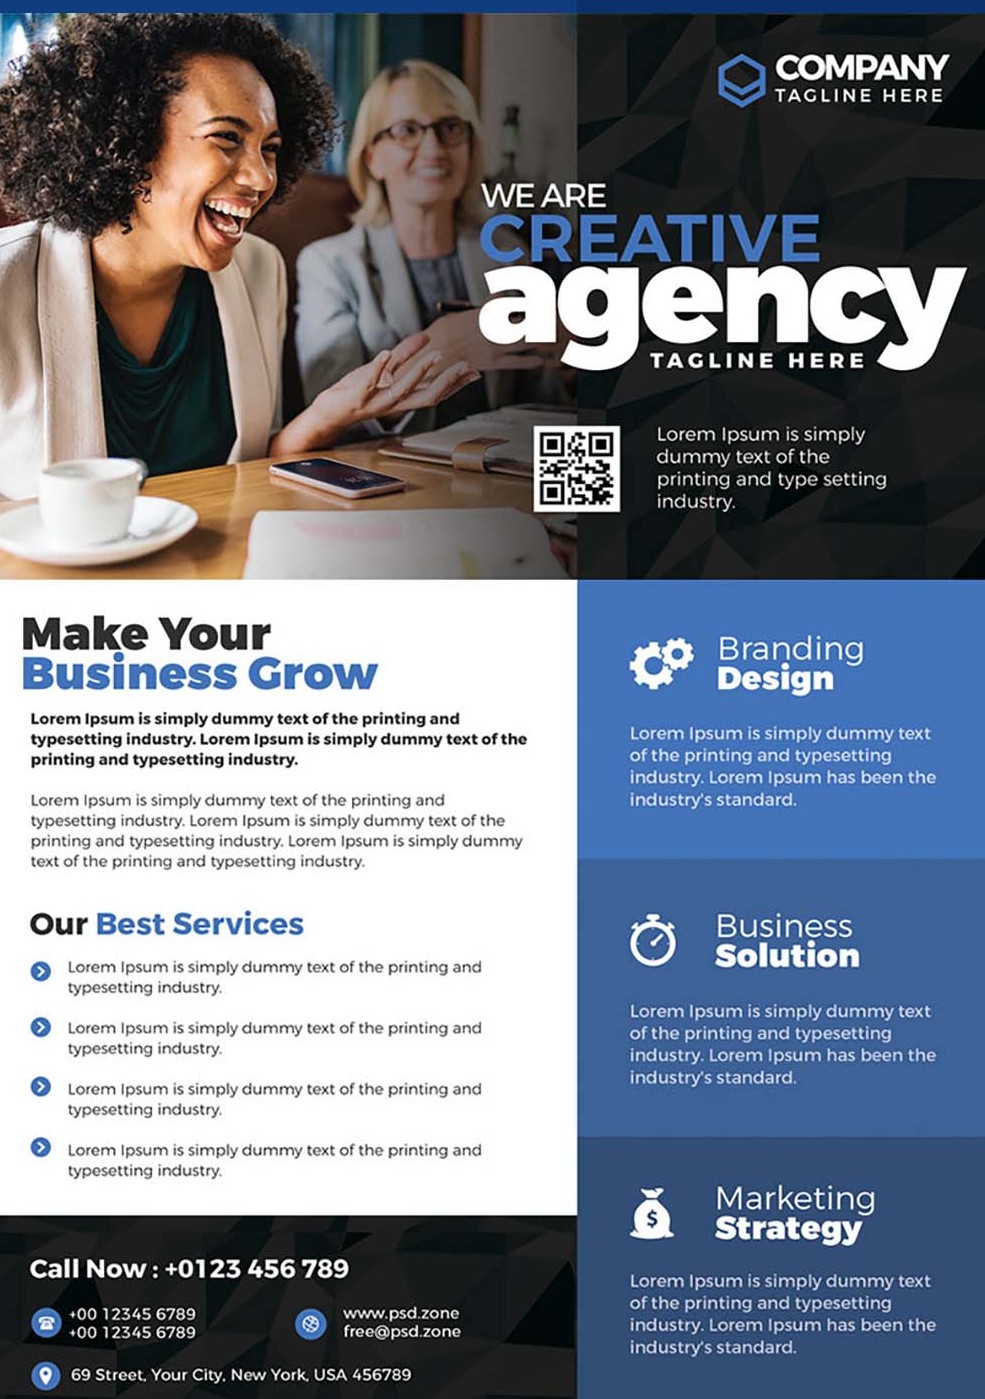 COMPANY
TAGLINE HERE
WE ARE
CREATIVE
agency
TAGLINE HERE
Lorem Ipsum is simply
dummy text of the
printing and type setting
industry.
Make Your
Business Grow
Lorem Ipsum is simply dummy text of the printing and
typesetting industry. Lorem Ipsum is simply dummy text of the
printing and typesetting industry.
Lorem Ipsum is simply dummy text of the printing and
typesetting industry. Lorem Ipsum is simply dummy text of the
printing and typesetting industry. Lorem Ipsum is simply dummy
text of the printing and typesetting industry.
Our Best Services
Lorem Ipsum is simply dummy text of the printing and
typesetting industry.
Lorem Ipsum is simply dummy text of the printing and
typesetting industry.
Lorem Ipsum is simply dummy text of the printing and
typesetting industry.
Lorem Ipsum is simply dummy text of the printing and
typesetting industry.
Branding
Design
Lorem Ipsum is simply dummy text
of the printing and typesetting
industry. Lorem Ipsum has been the
industry's standard.
Business
Solution
Lorem Ipsum is simply dummy text
of the printing and typesetting
industry. Lorem Ipsum has been the
industry's standard.
$
Marketing
Strategy
Lorem Ipsum is simply dummy text
of the printing and typesetting
industry. Lorem Ipsum has been the
industry's standard.
Call Now : +0123 456 789
+00 12345 6789
+00 12345 6789
www.psd.zone
free@psd.zone
69 Street, Your City, New York, USA 456789